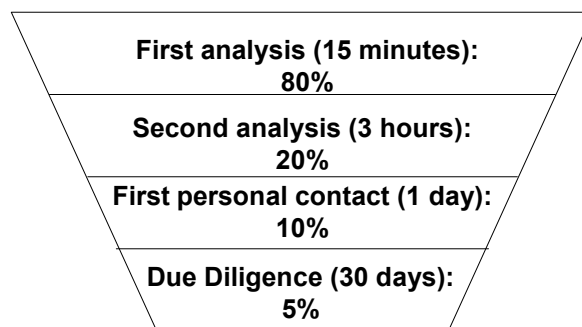 First analysis (15 minutes):
80%
Second analysis (3 hours):
20%
First personal contact (1 day):
10%
Due Diligence (30 days):
5%